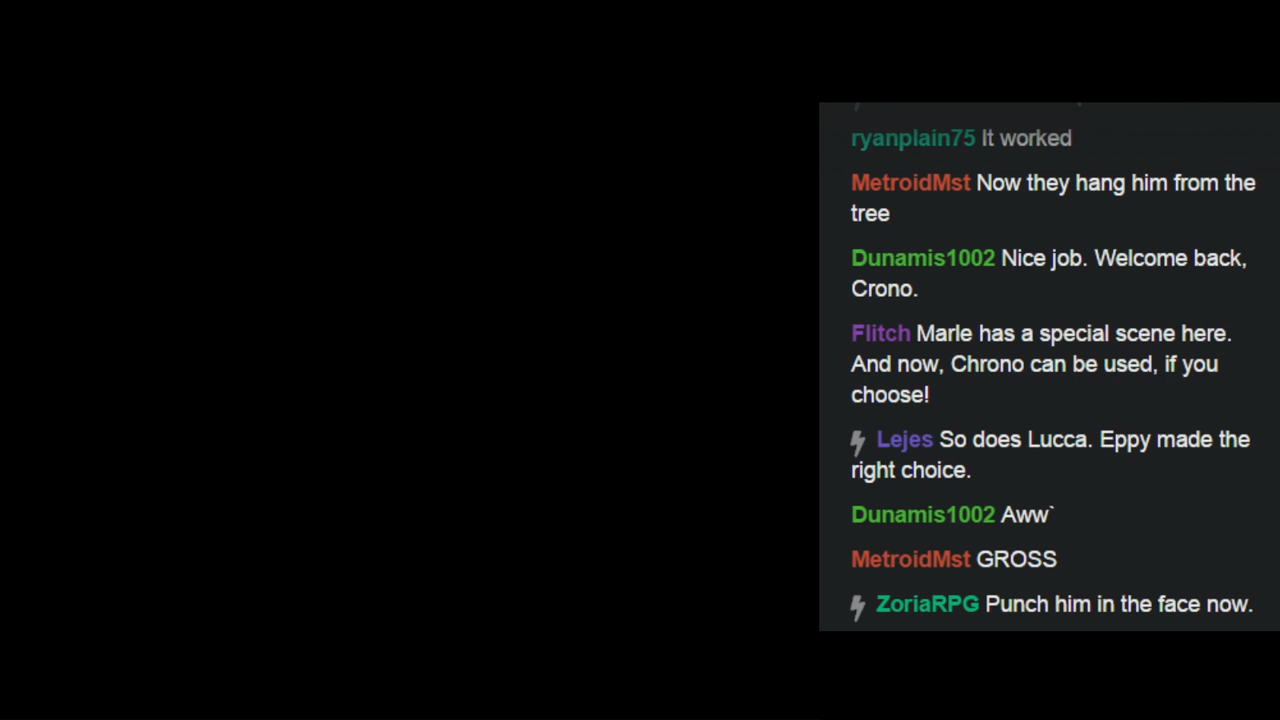 ryanplain75 It worked
MetroidMst Now they hang him from the
tree
Dunamis1002 Nice job. Welcome back,
Crono.
Flitch Marle has a special scene here.
And now, Chrono can be used, if you
choose!
Lejes So does Lucca. Eppy made the
right choice.
Dunamis1002 Aww`
MetroidMst GROSS
ZoriaRPG Punch him in the face now.